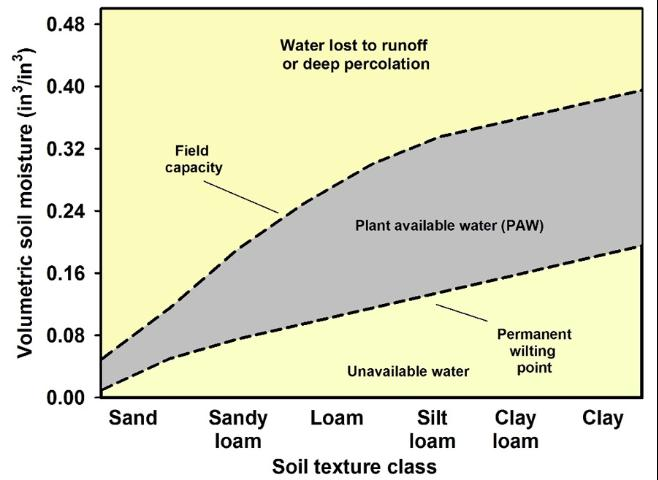 Volumetric soil moisture (in³/in³)
0.48
0.40
0.32
0.24
0.16
0.08
0.00
Water lost to runoff
or deep percolation
Field
capacity
Plant available water (PAW)
Permanent
wilting
point
Unavailable water
Sand
Sandy
loam
Loam
Silt
loam
Clay
loam
Clay
Soil texture class